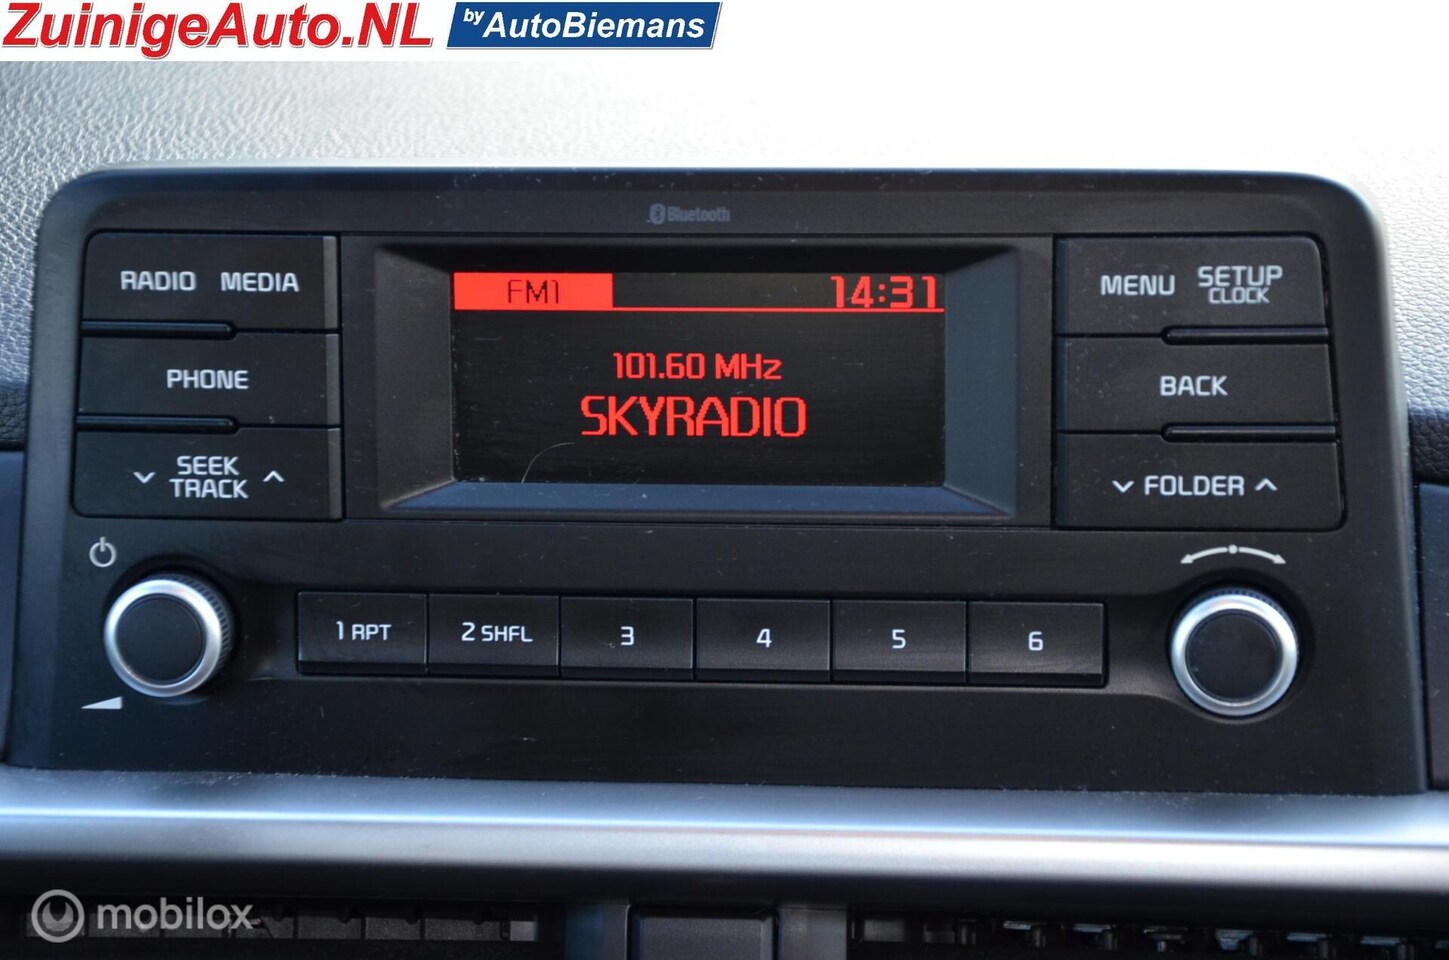 ZuinigeAuto.NL by AutoBiemans
Bluetooth
RADIO MEDIA
PHONE
SEEK
TRACK
FM1 14:31
101.60 MHz
SKYRADIO
MENU SETUP
CLOCK
BACK
FOLDER
1 RPT 2 SHFL 3 4 5 6
mobilox